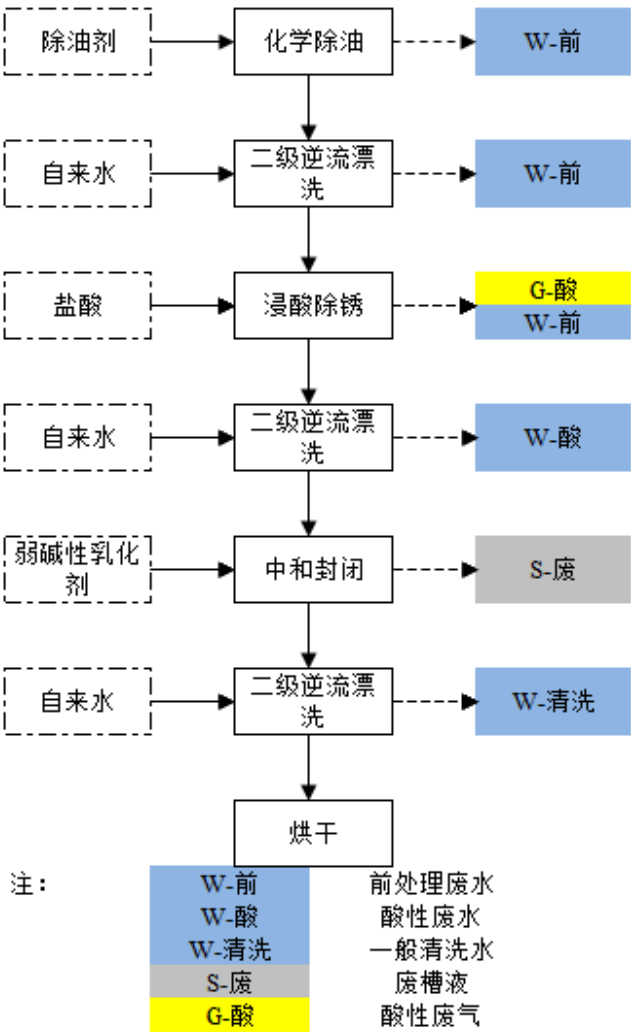 除油剂
化学除油
W-前
自来水
二级逆流漂
洗
W-前
盐酸
浸酸除锈
G-酸
W-前
自来水
二级逆流漂
洗
W-酸
弱碱性乳化
剂
中和封闭
S-废
自来水
二级逆流漂
洗
W-清洗
烘干
注：
W-前 前处理废水
W-酸 酸性废水
W-清洗 一般清洗水
S-废 废槽液
G-酸 酸性废气